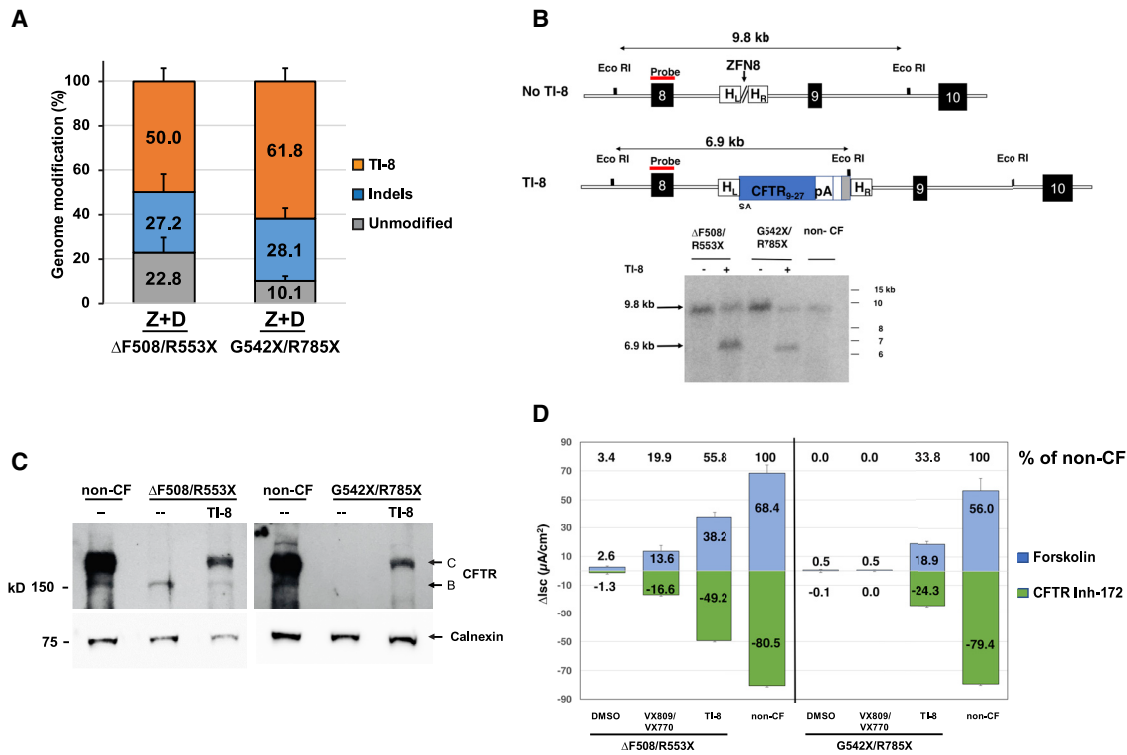 A
Genome modification (%)
100
80
60
40
20
0
50.0
27.2
22.8
61.8
28.1
10.1
Z+D
Z+D
ΔF508/R553X
G542X/R785X
TI-8
Indels
Unmodified
B
9.8 kb
Eco RI
Probe
ZFN8
Eco RI
No TI-8
8
HL
HR
9
10
6.9 kb
Eco RI
Probe
Eco RI
Eco RI
TI-8
8
HL
CFTR9-27
pA
HR
9
10
SA
ΔF508/
R553X
G542X/
R785X
non- CF
TI-8
-
+
-
+
9.8 kb
6.9 kb
15 kb
10
8
7
6
C
non-CF
ΔF508/R553X
non-CF
G542X/R785X
–
--
TI-8
--
--
TI-8
C
CFTR
B
kD 150 –
75 -
Calnexin
D
ΔIsc (μA/cm²)
90
70
50
30
10
-10
-30
-50
-70
-90
3.4
19.9
55.8
100
0.0
0.0
33.8
100
% of non-CF
2.6
13.6
38.2
68.4
0.5
0.5
18.9
56.0
-1.3
-16.6
-49.2
-80.5
-0.1
0.0
-24.3
-79.4
Forskolin
CFTR Inh-172
DMSO
VX809/
VX770
TI-8
non-CF
DMSO
VX809/
VX770
TI-8
non-CF
ΔF508/R553X
G542X/R785X